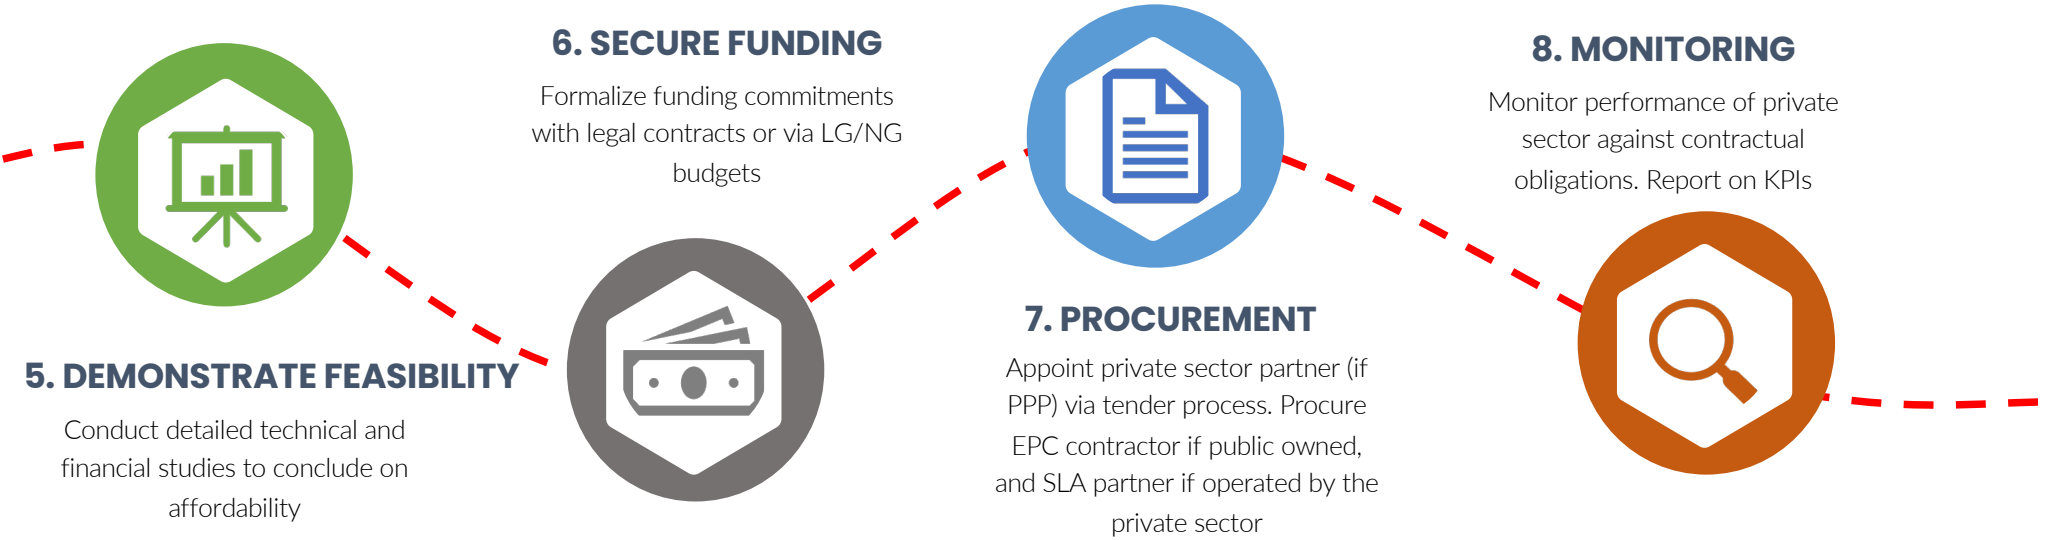 5. DEMONSTRATE FEASIBILITY
Conduct detailed technical and
financial studies to conclude on
affordability
6. SECURE FUNDING
Formalize funding commitments
with legal contracts or via LG/NG
budgets
7. PROCUREMENT
Appoint private sector partner (if
PPP) via tender process. Procure
EPC contractor if public owned,
and SLA partner if operated by the
private sector
8. MONITORING
Monitor performance of private
sector against contractual
obligations. Report on KPIs